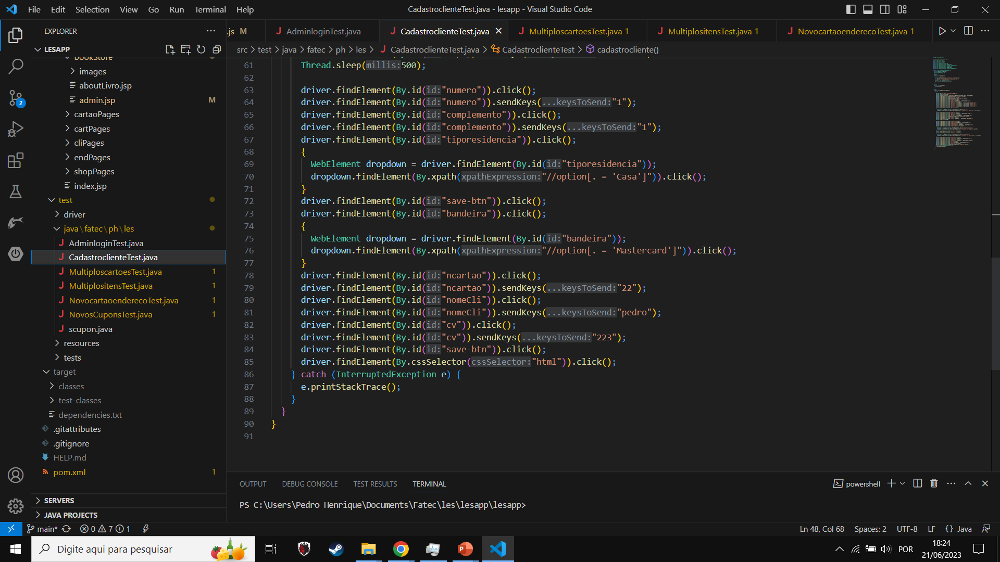 File Edit Selection View Go Run Terminal Help
CadastroclienteTest.java - lesapp - Visual Studio Code
EXPLORER
.js M
AdminloginTest.java
CadastroclienteTest.java
MultiploscartoesTest.java 1
MultiplositensTest.java 1
NovocartaoenderecoTest.java 1
LESAPP
src > test > java > fatec > ph > les > CadastroclienteTest.java > CadastroclienteTest > cadastrocliente()
bookStore
images
aboutLivro.jsp
admin.jsp M
cartaoPages
cartPages
cliPages
endPages
shopPages
index.jsp
test
driver
java\fatec\ph\les
AdminloginTest.java
CadastroclienteTest.java
MultiploscartoesTest.java 1
MultiplositensTest.java 1
NovocartaoenderecoTest.java 1
NovosCuponsTest.java 1
scupon.java
resources
tests
target
classes
test-classes
dependencies.txt
.gitattributes
.gitignore
HELP.md
pom.xml 1
SERVERS
JAVA PROJECTS
2
61 Thread.sleep(millis:500);
62
63 driver.findElement(By.id(id:"numero")).click();
64 driver.findElement(By.id(id:"numero")).sendKeys(...keysToSend:"1");
65 driver.findElement(By.id(id:"complemento")).click();
66 driver.findElement(By.id(id:"complemento")).sendKeys(...keysToSend:"1");
67 driver.findElement(By.id(id:"tiporesidencia")).click();
68 {
69 WebElement dropdown = driver.findElement(By.id(id:"tiporesidencia"));
70 dropdown.findElement(By.xpath(xpathExpression:"//option[. = 'Casa']")).click();
71 }
72 driver.findElement(By.id(id:"save-btn")).click();
73 driver.findElement(By.id(id:"bandeira")).click();
74 {
75 WebElement dropdown = driver.findElement(By.id(id:"bandeira"));
76 dropdown.findElement(By.xpath(xpathExpression:"//option[. = 'Mastercard']")).click();
77 }
78 driver.findElement(By.id(id:"ncartao")).click();
79 driver.findElement(By.id(id:"ncartao")).sendKeys(...keysToSend:"22");
80 driver.findElement(By.id(id:"nomeCli")).click();
81 driver.findElement(By.id(id:"nomeCli")).sendKeys(...keysToSend:"pedro");
82 driver.findElement(By.id(id:"cv")).click();
83 driver.findElement(By.id(id:"cv")).sendKeys(...keysToSend:"223");
84 driver.findElement(By.id(id:"save-btn")).click();
85 driver.findElement(By.cssSelector(cssSelector:"html")).click();
86 } catch (InterruptedException e) {
87 e.printStackTrace();
88 }
89 }
90 }
91
OUTPUT DEBUG CONSOLE TEST RESULTS TERMINAL
powershell
PS C:\Users\Pedro Henrique\Documents\Fatec\les\lesapp\lesapp>
main* 0 7 1
Ln 48, Col 68 Spaces: 2 UTF-8 LF {} Java
Digite aqui para pesquisar
POR
18:24
21/06/2023